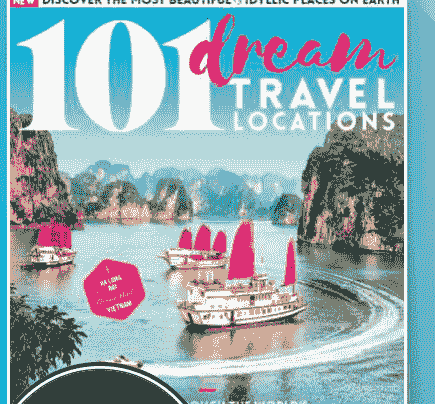 NEW DISCOVER THE MOST BEAUTIFUL & IDYLLIC PLACES ON EARTH
101 dream
TRAVEL
LOCATIONS
HA LONG
BAY
VIETNAM